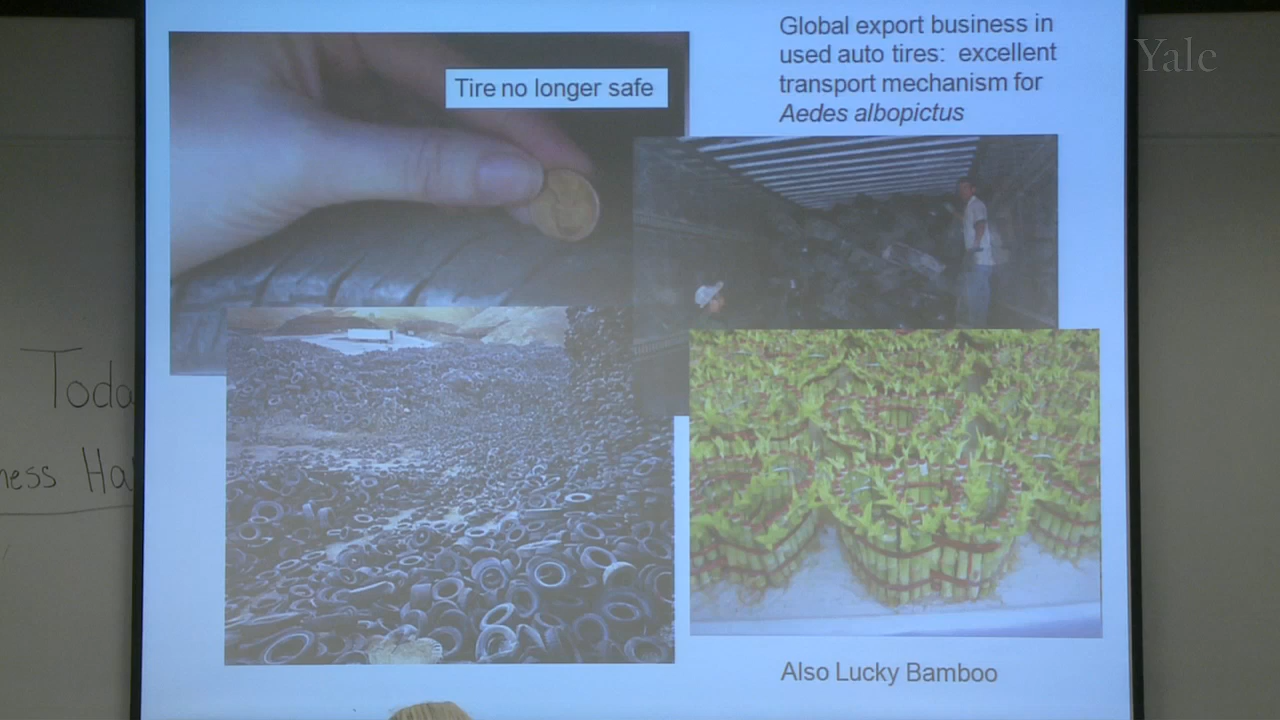 Global export business in
used auto tires: excellent
transport mechanism for
Aedes albopictus
Yale
Tire no longer safe
Toda
ness Ha
Also Lucky Bamboo